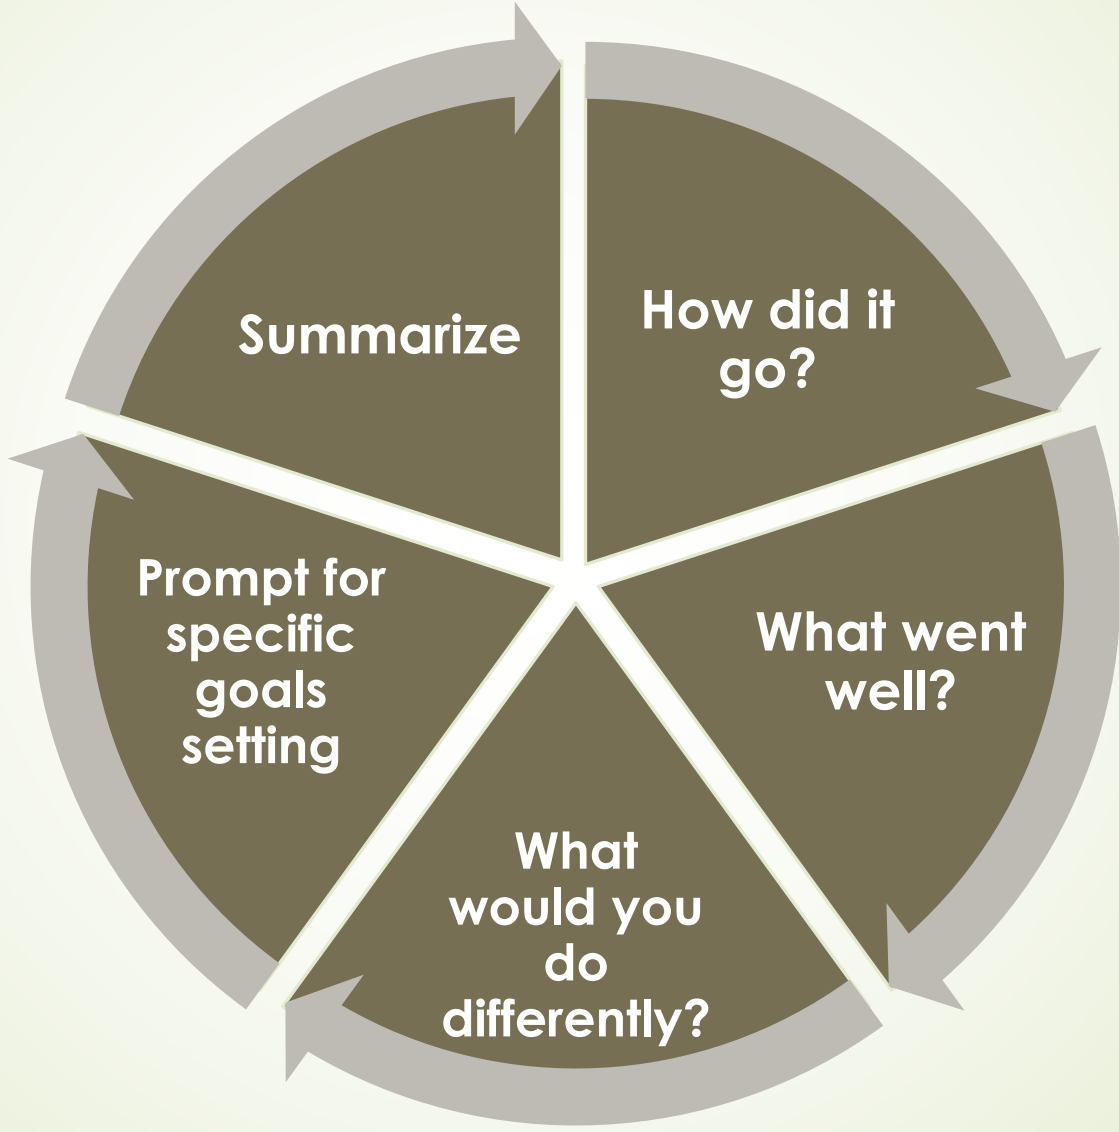 How did it
go?
What went
well?
What
would you
do
differently?
Prompt for
specific
goals
setting
Summarize